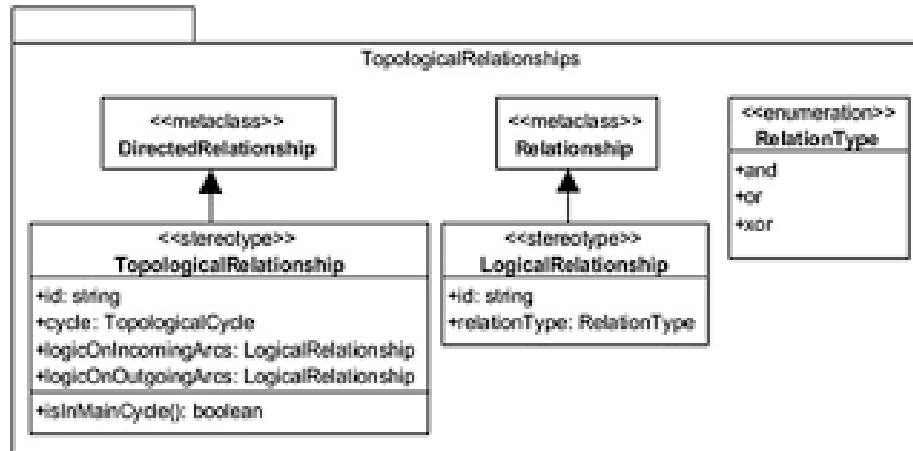 TopologicalRelationships
<<metaclass>>
DirectedRelationship
<<metaclass>>
Relationship
<<enumeration>>
RelationType
+and
+or
+xor
<<stereotype>>
TopologicalRelationship
+id: string
+cycle: TopologicalCycle
+logicOnIncomingArcs: LogicalRelationship
+logicOnOutgoingArcs: LogicalRelationship
+isInMainCycle(): boolean
<<stereotype>>
LogicalRelationship
+id: string
+relationType: RelationType